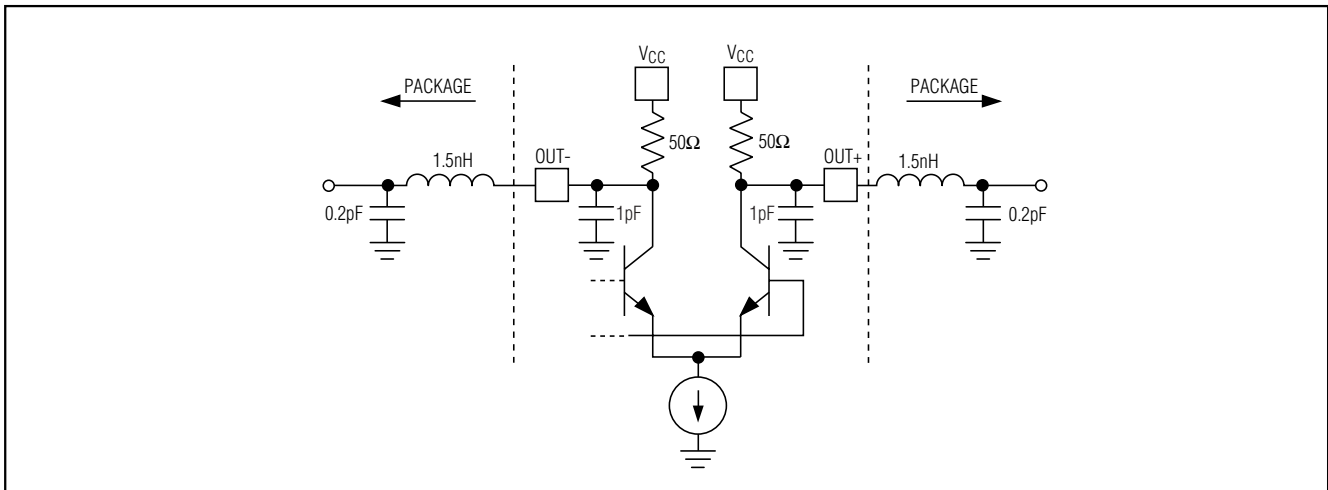 VCC VCC
PACKAGE PACKAGE
50Ω 50Ω
1.5nH OUT- OUT+ 1.5nH
0.2pF 1pF 1pF 0.2pF